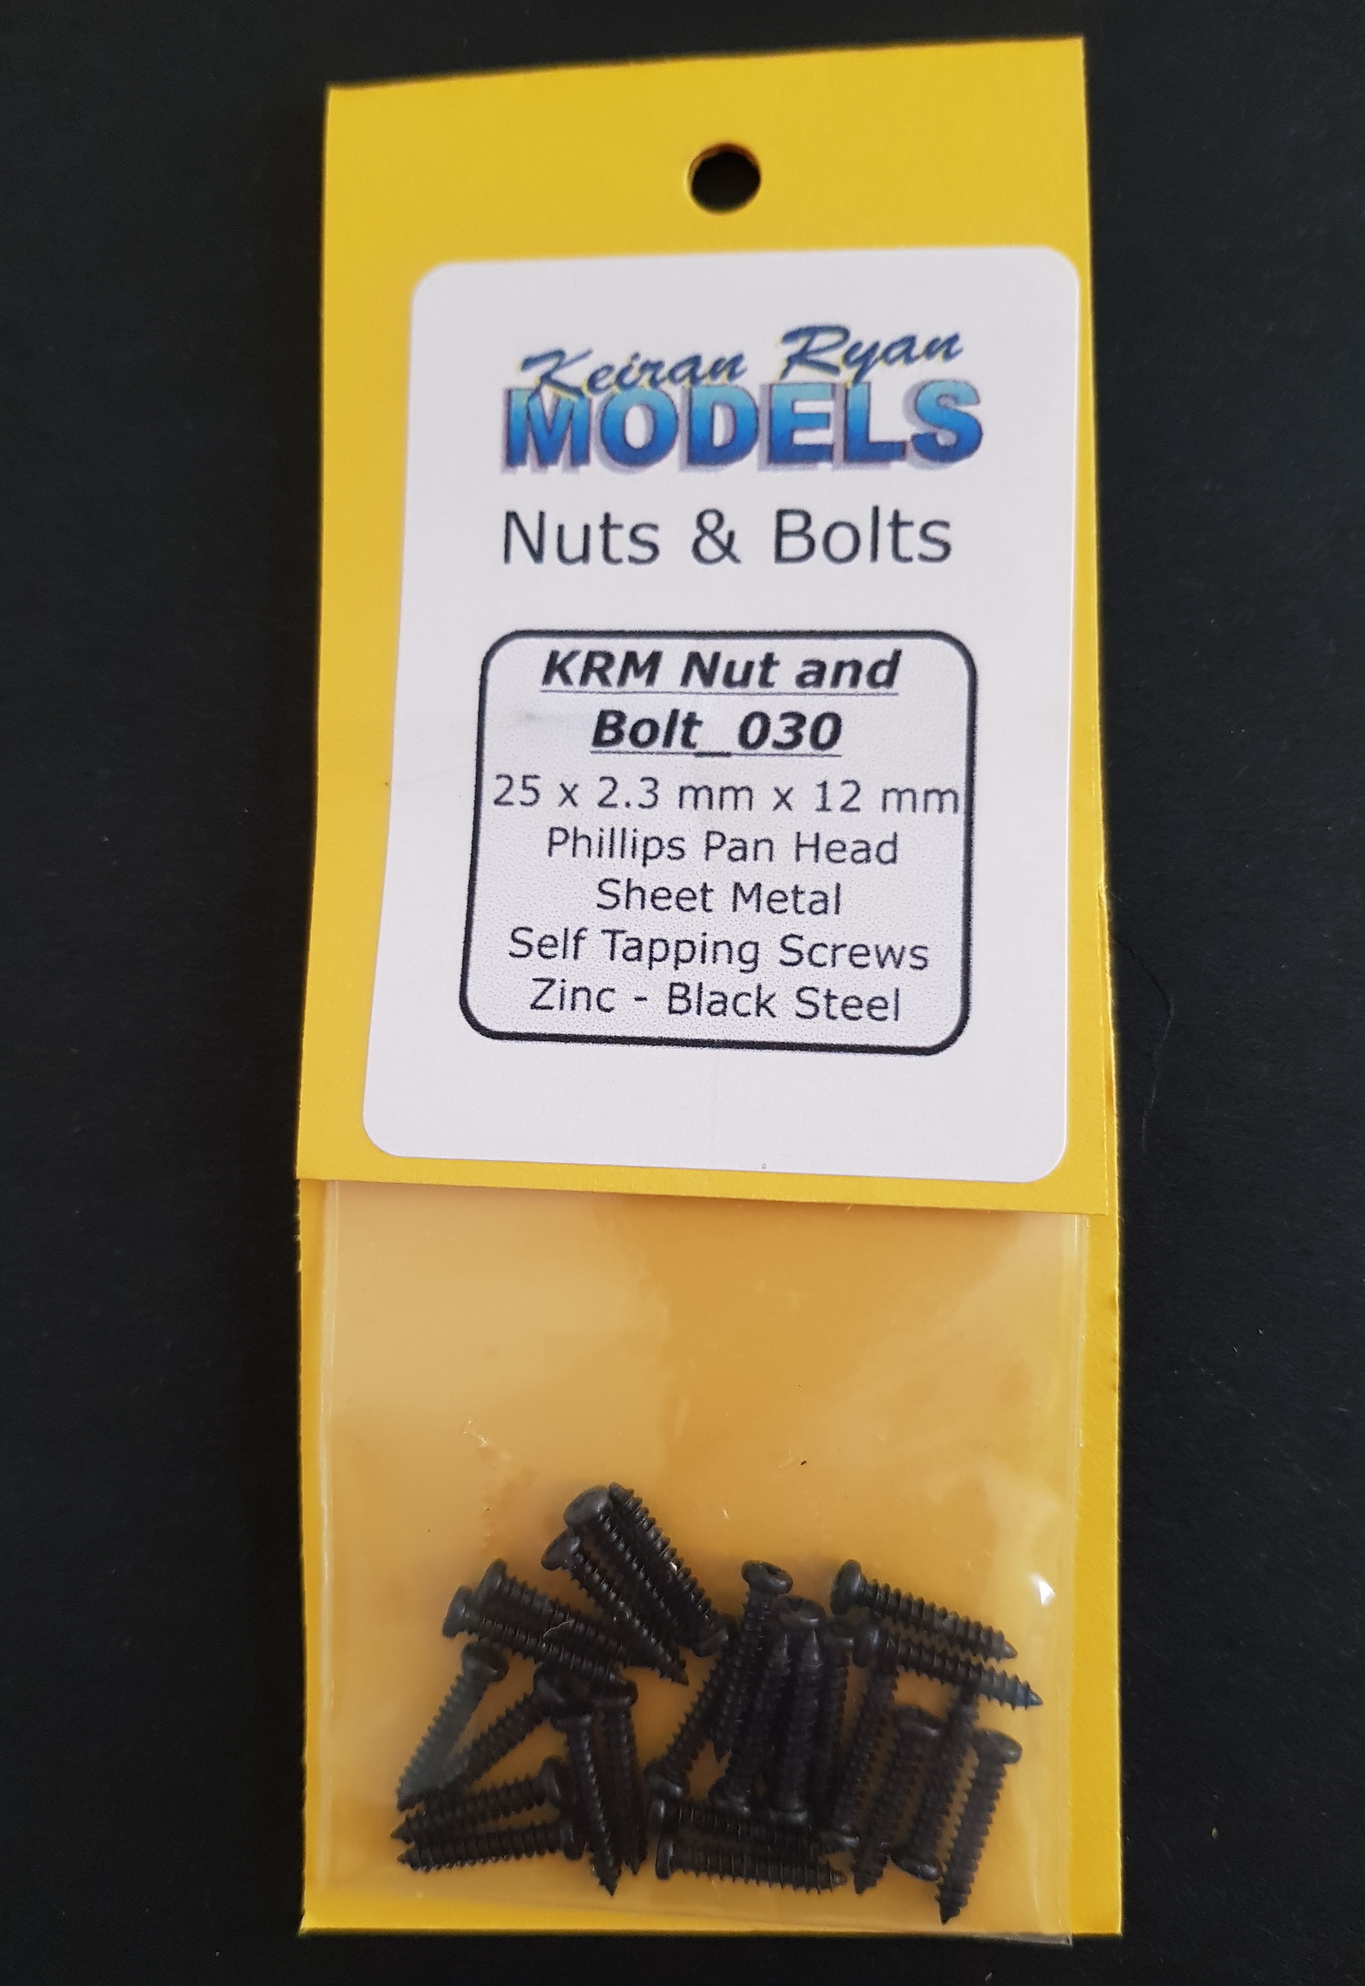 Keiran Ryan
MODELS
Nuts & Bolts
KRM Nut and
Bolt_030
25 x 2.3 mm x 12 mm
Phillips Pan Head
Sheet Metal
Self Tapping Screws
Zinc - Black Steel